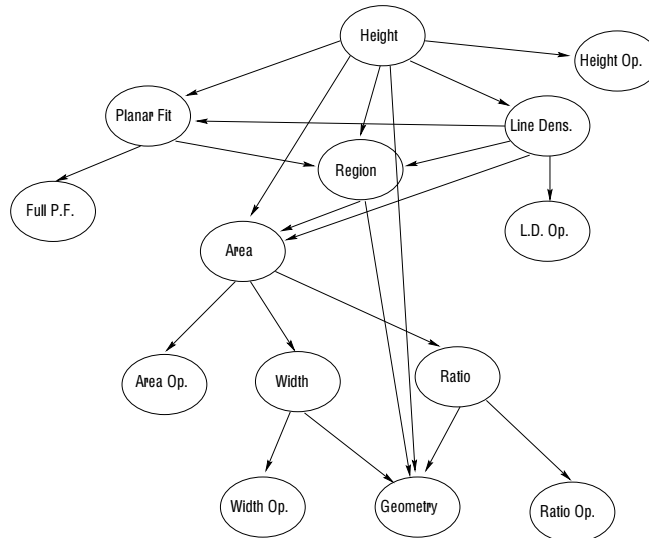 Height
Height Op.
Planar Fit
Line Dens.
Region
Full P.F.
L.D. Op.
Area
Area Op.
Width
Ratio
Width Op.
Geometry
Ratio Op.